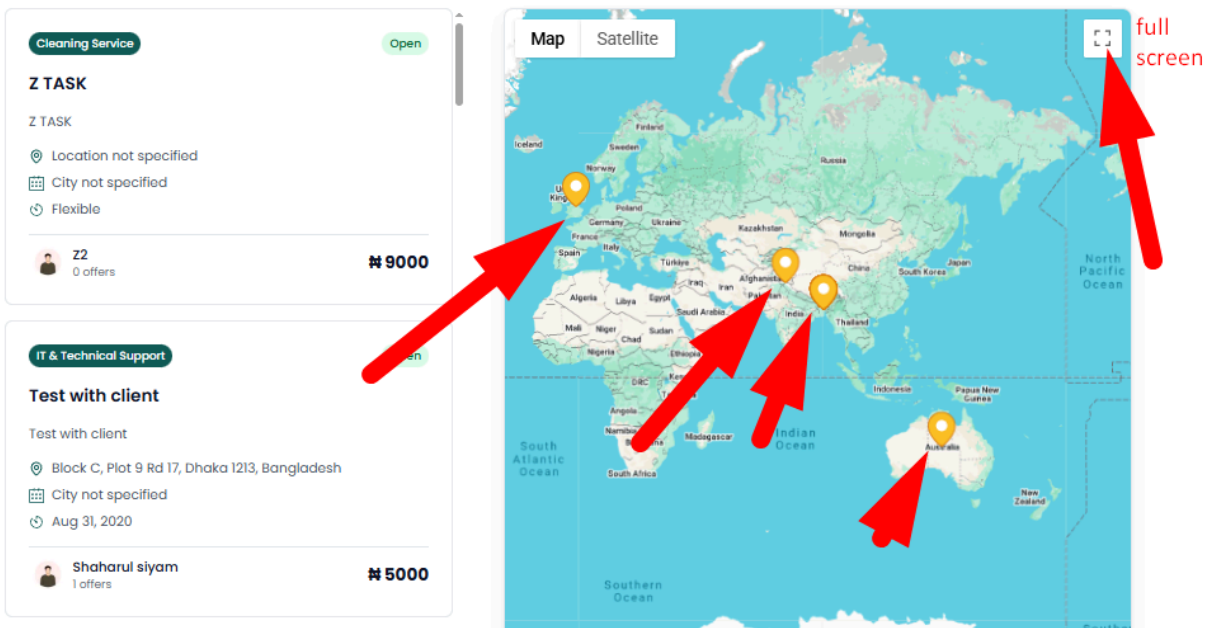 Cleaning Service
Open
Z TASK
Z TASK
Location not specified
City not specified
Flexible
Z2
0 offers
₦ 9000
IT & Technical Support
Test with client
Test with client
Block C, Plot 9 Rd 17, Dhaka 1213, Bangladesh
City not specified
Aug 31, 2020
Shaharul siyam
1 offers
₦ 5000
Map
Satellite
full
screen
Iceland
Finland
Sweden
Norway
Russia
Poland
Germany
Ukraine
France
Italy
Spain
Kazakhstan
Mongolia
Türkiye
China
South Korea
Japan
North
Pacific
Ocean
Iraq
Iran
Algeria
Libya
Egypt
Saudi Arabia
India
Thailand
Mali
Niger
Sudan
Chad
Nigeria
Ethiopia
DRC
Indonesia
Papua New
Guinea
Angola
Madagascar
Indian
Ocean
South
Atlantic
Ocean
South Africa
Australia
New
Zealand
Southern
Ocean